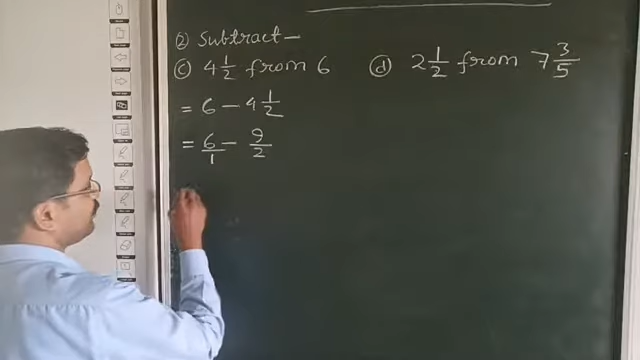 ② Subtract—
Ⓒ 4 1/2 from 6
= 6 − 4 1/2
= 6/1 − 9/2
ⓓ 2 1/2 from 7 3/5